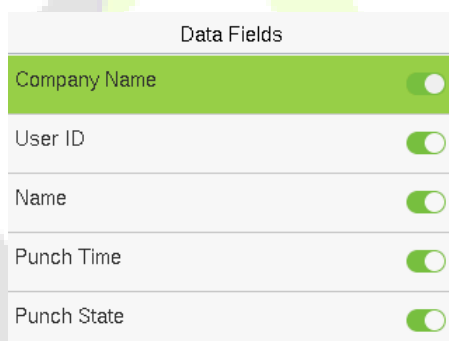 Data Fields
Company Name
User ID
Name
Punch Time
Punch State